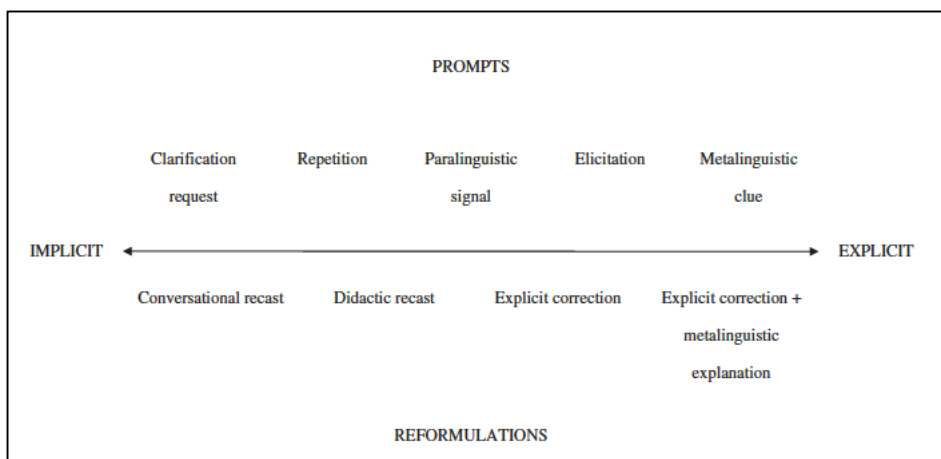 PROMPTS
Clarification request
Repetition
Paralinguistic signal
Elicitation
Metalinguistic clue
IMPLICIT
EXPLICIT
Conversational recast
Didactic recast
Explicit correction
Explicit correction + metalinguistic explanation
REFORMULATIONS